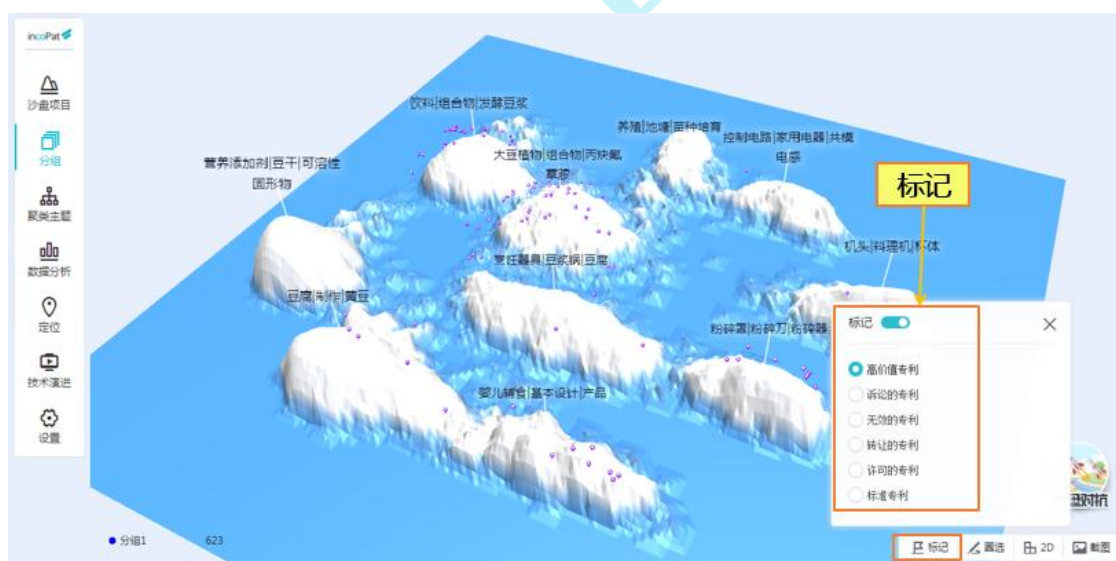 incoPat
沙盘项目
分组
聚类主题
数据分析
定位
技术演进
设置
饮料|组合物|发酵豆浆
养殖|池塘|苗种培育
控制电路|家用电器|共模
电感
大豆植物|组合物|丙炔氟
草胺
营养添加剂|豆干|可溶性
固形物
标记
机头|料理机|杯体
烹饪器具|豆浆锅|豆腐
豆腐|制作|黄豆
粉碎罩|粉碎刀|粉碎器
婴儿辅食|基本设计|产品
标记
高价值专利
诉讼的专利
无效的专利
转让的专利
许可的专利
标准专利
对抗
分组1 623
标记 圈选 2D 截图